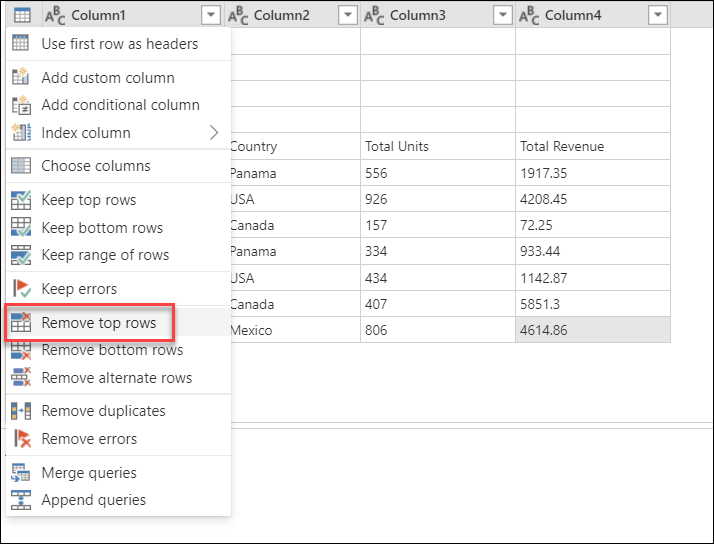 ABC Column1 ABC Column2 ABC Column3 ABC Column4
Use first row as headers
Add custom column
Add conditional column
Index column
Choose columns
Keep top rows
Keep bottom rows
Keep range of rows
Keep errors
Remove top rows
Remove bottom rows
Remove alternate rows
Remove duplicates
Remove errors
Merge queries
Append queries
Country Total Units Total Revenue
Panama 556 1917.35
USA 926 4208.45
Canada 157 72.25
Panama 334 933.44
USA 434 1142.87
Canada 407 5851.3
Mexico 806 4614.86